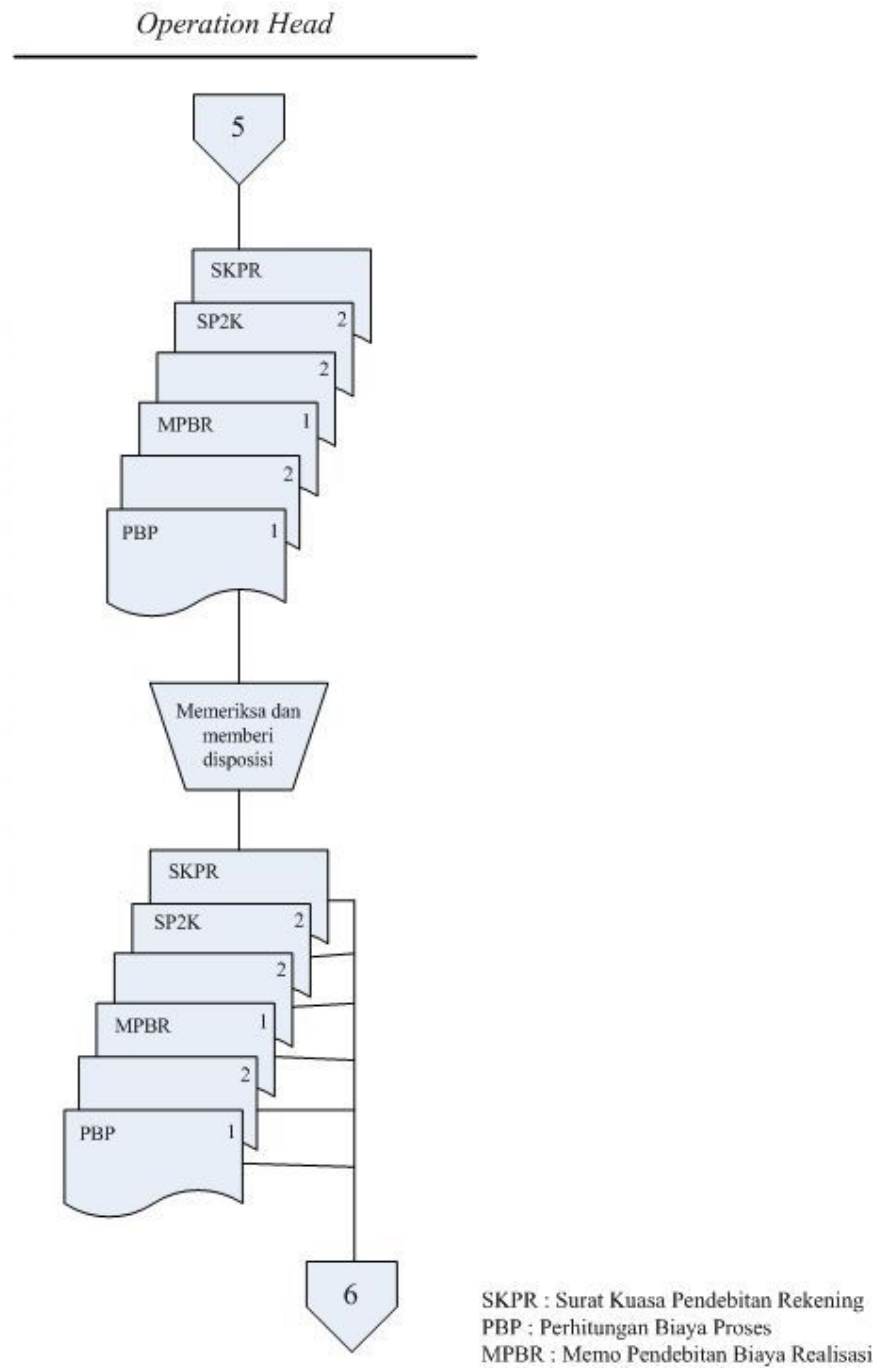 Operation Head
5
SKPR
SP2K 2
2
MPBR 1
2
PBP 1
Memeriksa dan
memberi
disposisi
SKPR
SP2K 2
2
MPBR 1
2
PBP 1
6
SKPR : Surat Kuasa Pendebitan Rekening
PBP : Perhitungan Biaya Proses
MPBR : Memo Pendebitan Biaya Realisasi